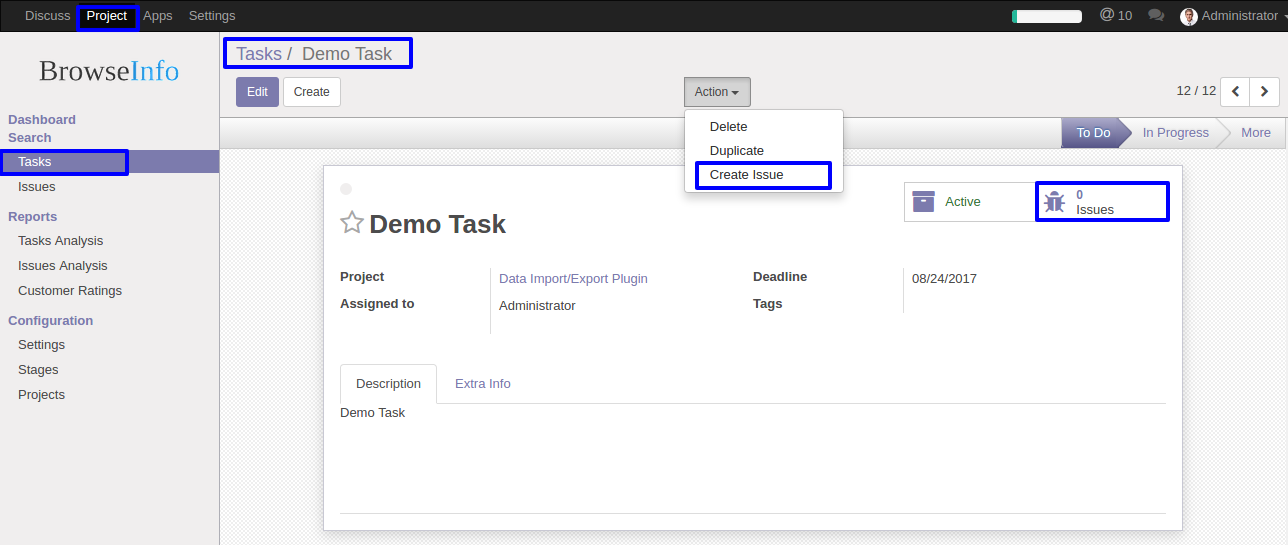 Discuss Project Apps Settings @ 10 Administrator
BrowseInfo
Dashboard
Search
Tasks
Issues
Reports
Tasks Analysis
Issues Analysis
Customer Ratings
Configuration
Settings
Stages
Projects
Tasks / Demo Task
Edit Create Action 12 / 12
Delete
Duplicate
Create Issue
To Do In Progress More
Active
0
Issues
Demo Task
Project Data Import/Export Plugin
Assigned to Administrator
Deadline 08/24/2017
Tags
Description Extra Info
Demo Task